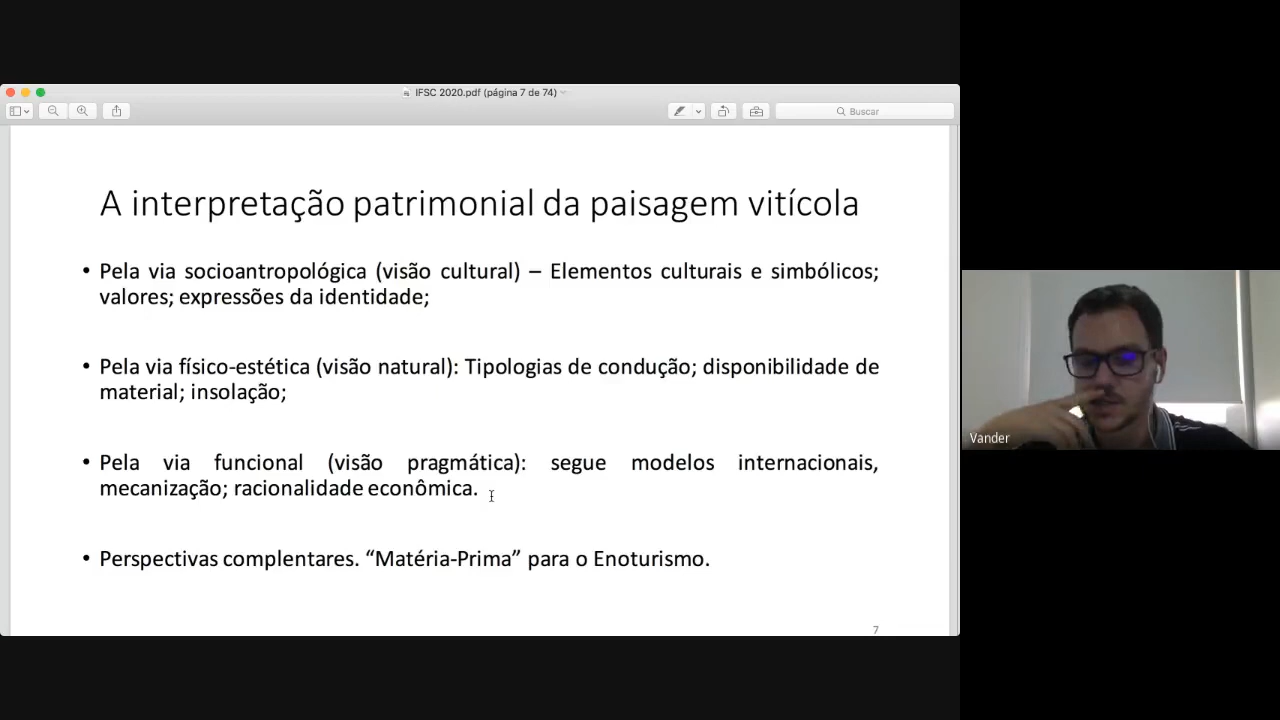 IFSC 2020.pdf (página 7 de 74)
Buscar
A interpretação patrimonial da paisagem vitícola
• Pela via socioantropológica (visão cultural) – Elementos culturais e simbólicos;
valores; expressões da identidade;
• Pela via físico-estética (visão natural): Tipologias de condução; disponibilidade de
material; insolação;
• Pela via funcional (visão pragmática): segue modelos internacionais,
mecanização; racionalidade econômica.
• Perspectivas complentares. “Matéria-Prima” para o Enoturismo.
7
Vander